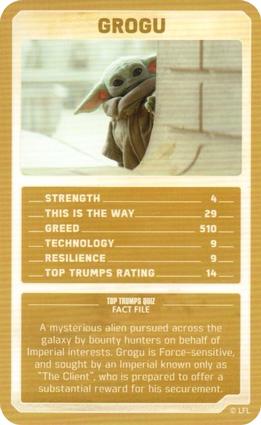 GROGU
STRENGTH 4
THIS IS THE WAY 29
GREED 510
TECHNOLOGY 9
RESILIENCE 9
TOP TRUMPS RATING 14
TOP TRUMPS QUIZ
FACT FILE
A mysterious alien pursued across the
galaxy by bounty hunters on behalf of
Imperial interests. Grogu is Force-sensitive,
and sought by an Imperial known only as
"The Client", who is prepared to offer a
substantial reward for his securement.
© LFL